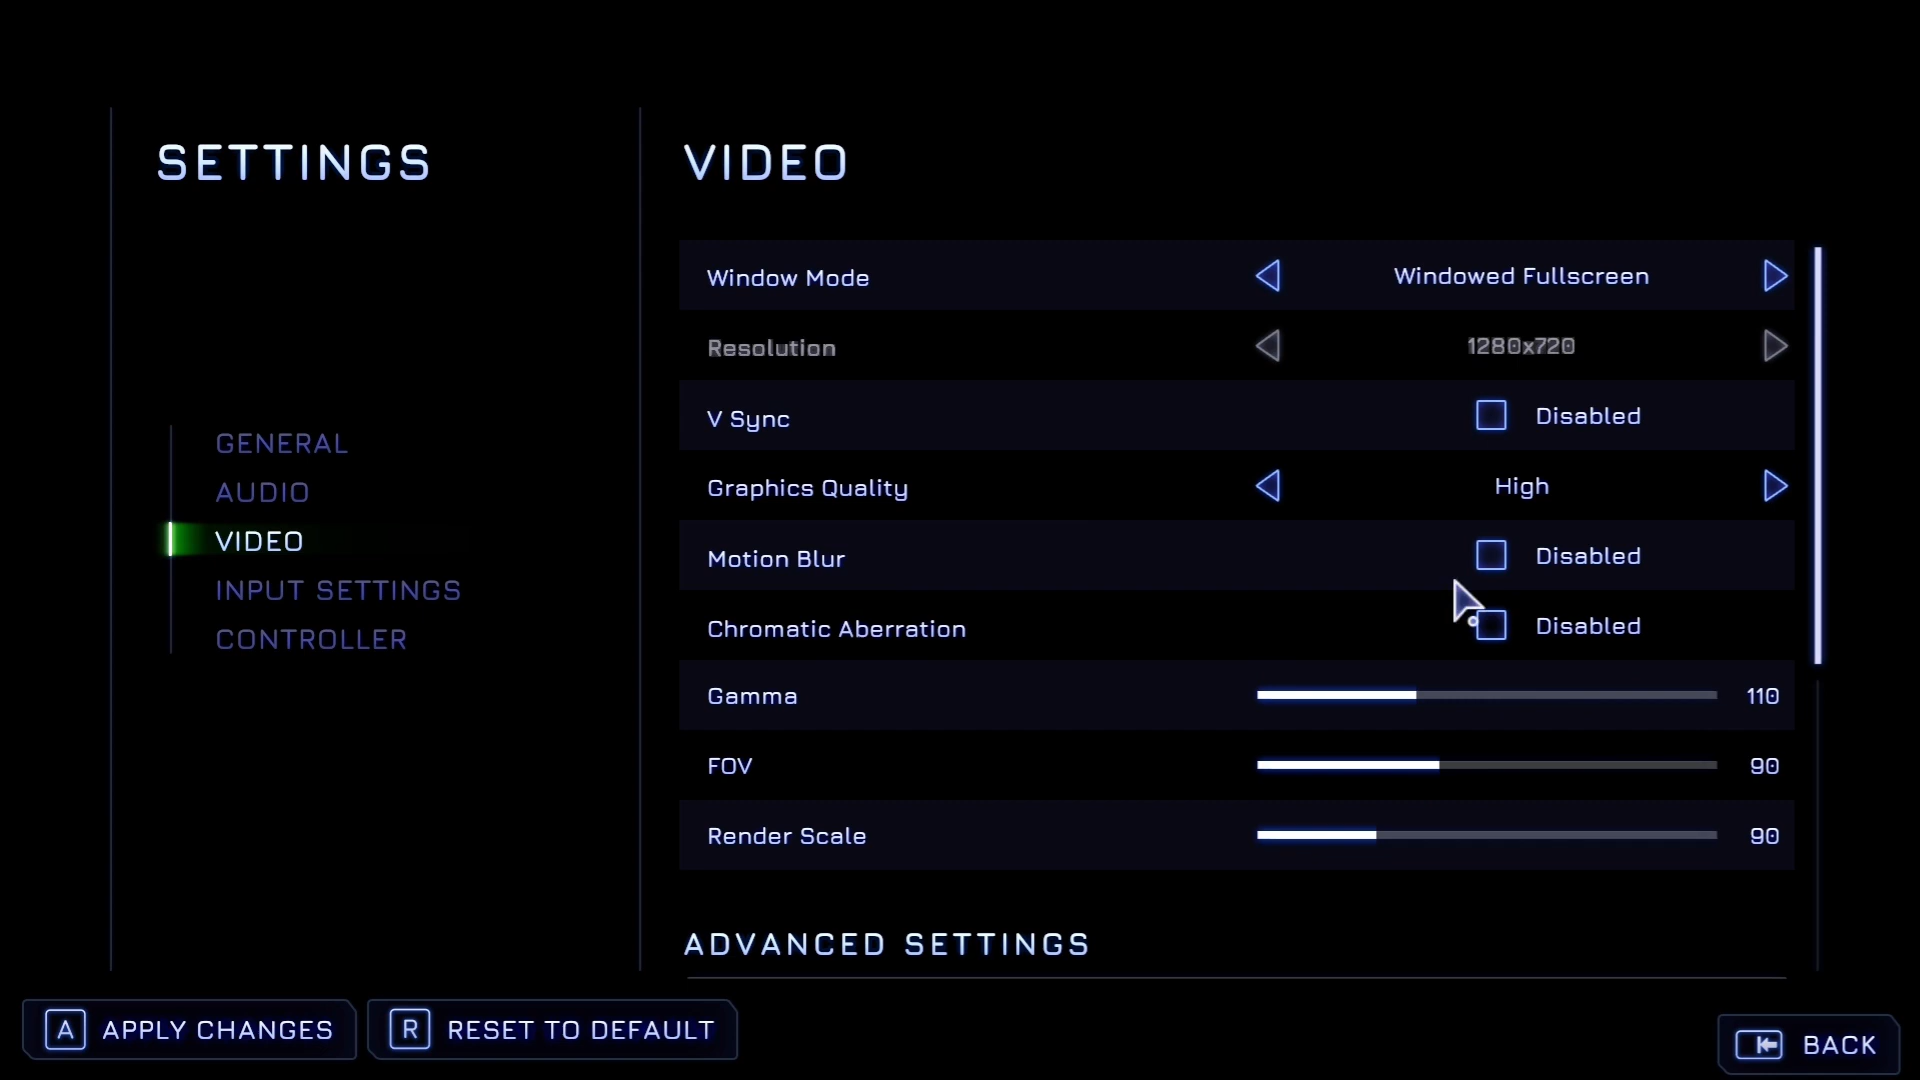 SETTINGS
GENERAL
AUDIO
VIDEO
INPUT SETTINGS
CONTROLLER
VIDEO
Window Mode Windowed Fullscreen
Resolution 1280x720
V Sync Disabled
Graphics Quality High
Motion Blur Disabled
Chromatic Aberration Disabled
Gamma 110
FOV 90
Render Scale 90
ADVANCED SETTINGS
A APPLY CHANGES R RESET TO DEFAULT
BACK